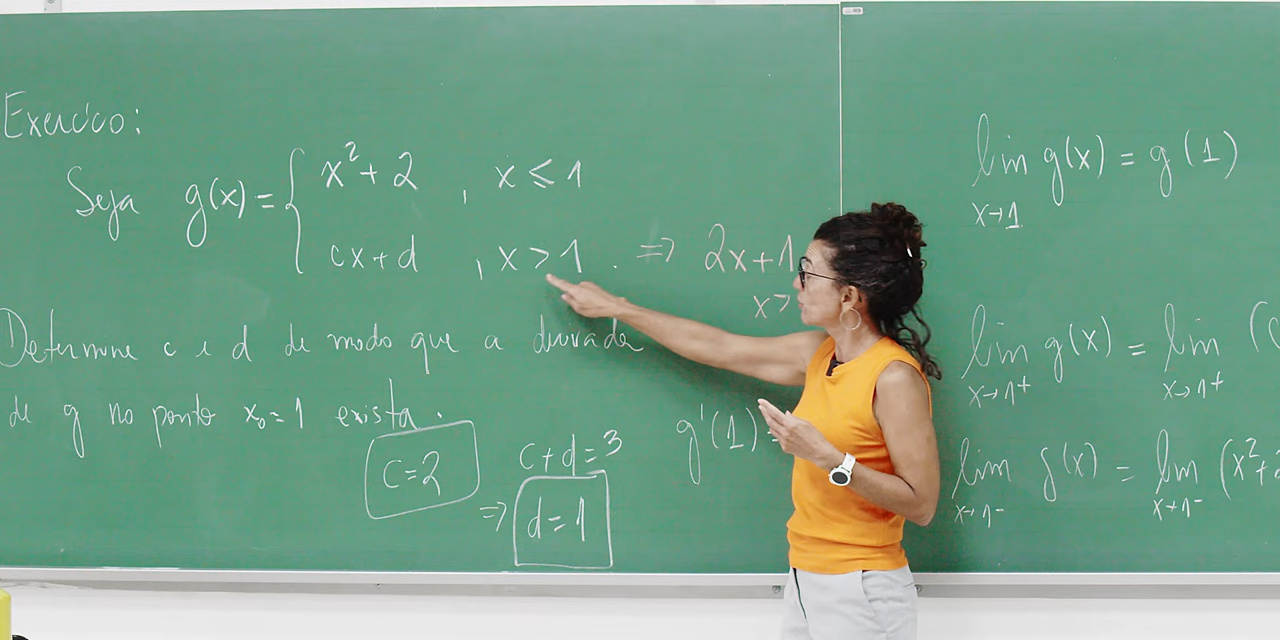 Exercício:
Seja g(x) = { x² + 2 , x ≤ 1
cx + d , x > 1 . ⇒ 2x + 1
x >
Determine c e d de modo que a derivada
de g no ponto x₀ = 1 exista.
c = 2
c + d = 3
⇒ d = 1
g'(1) =
lim g(x) = g(1)
x→1
lim g(x) = lim (
x→1⁺ x→1⁺
lim g(x) = lim (x² + 2
x→1⁻ x→1⁻